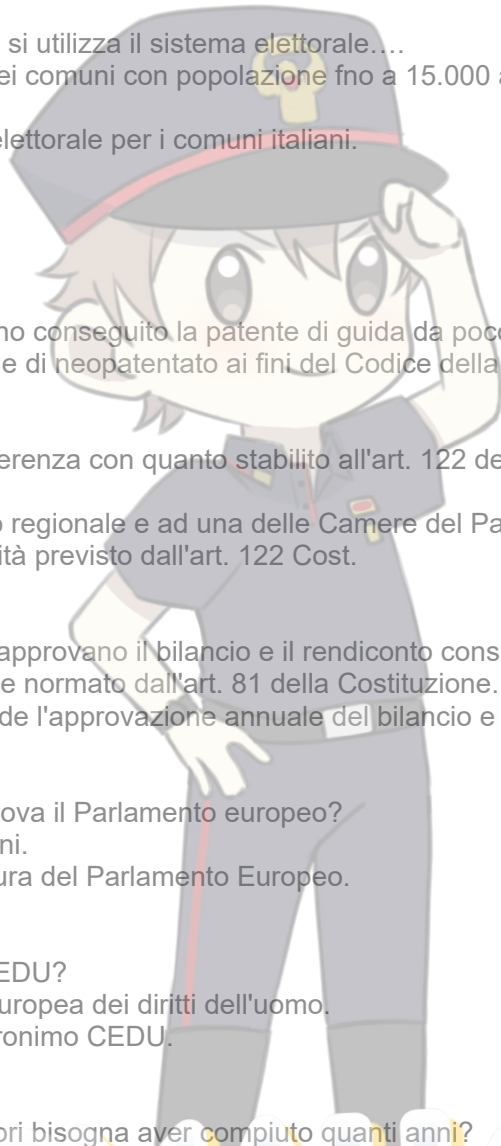 si utilizza il sistema elettorale….
ei comuni con popolazione fno a 15.000
elettorale per i comuni italiani.
no conseguito la patente di guida da poc
e di neopatentato ai fini del Codice della
erenza con quanto stabilito all'art. 122 de
o regionale e ad una delle Camere del Pa
ità previsto dall'art. 122 Cost.
approvano il bilancio e il rendiconto cons
e normato dall'art. 81 della Costituzione.
de l'approvazione annuale del bilancio e
ova il Parlamento europeo?
ni.
ura del Parlamento Europeo.
EDU?
uropea dei diritti dell'uomo.
ronimo CEDU.
ori bisogna aver compiuto quanti anni?